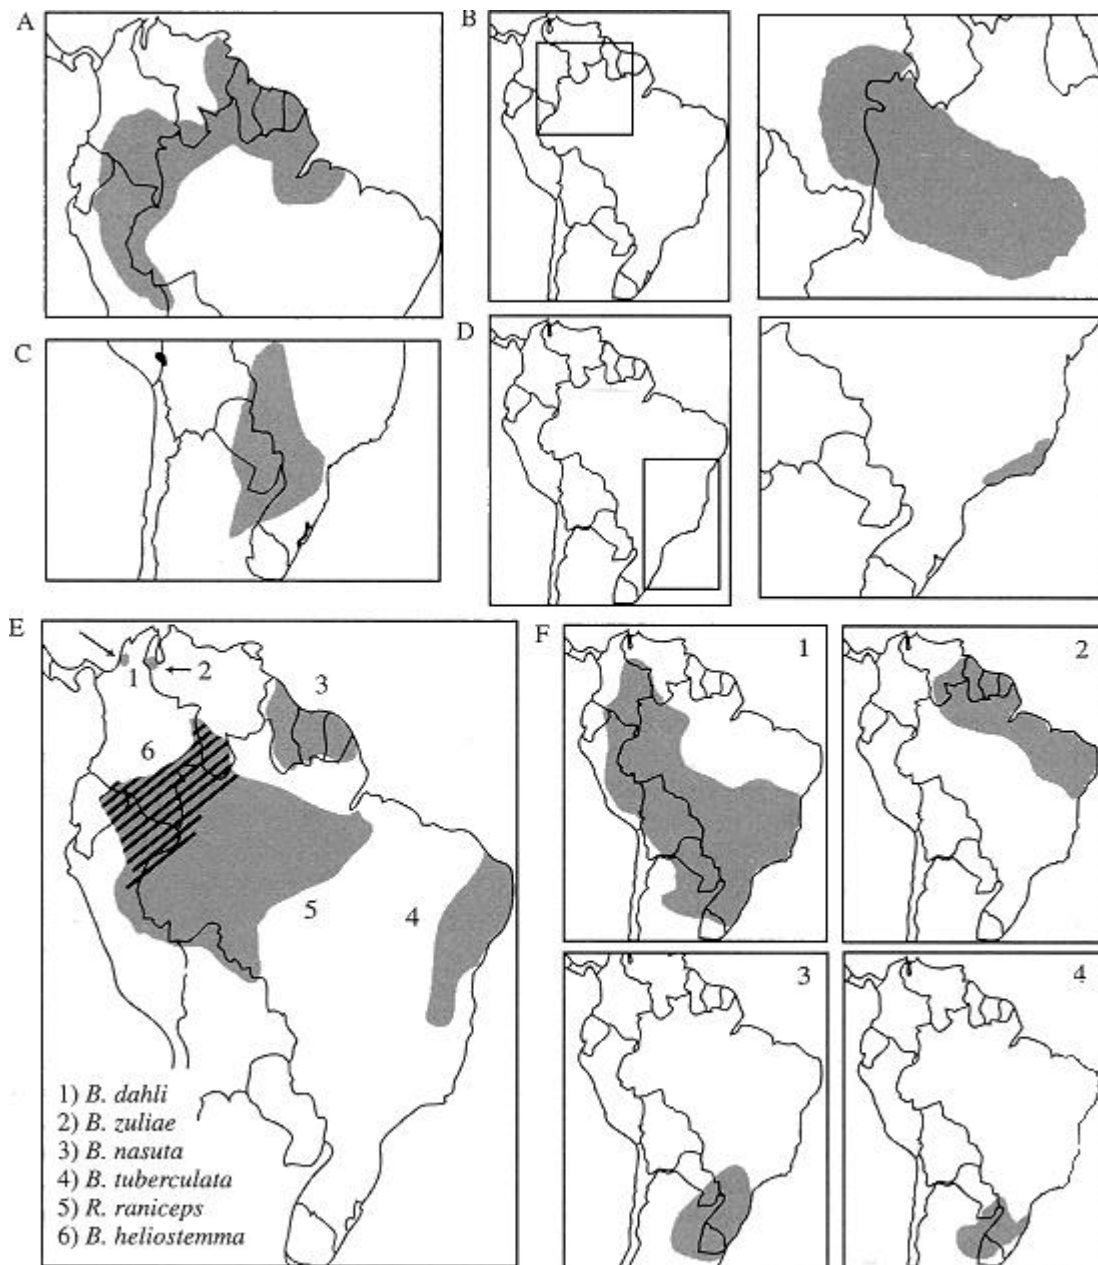 A
B
C
D
E
1
2
3
6
5
4
1) B. dahli
2) B. zuliae
3) B. nasuta
4) B. tuberculata
5) R. raniceps
6) B. heliostemma
F
1
2
3
4